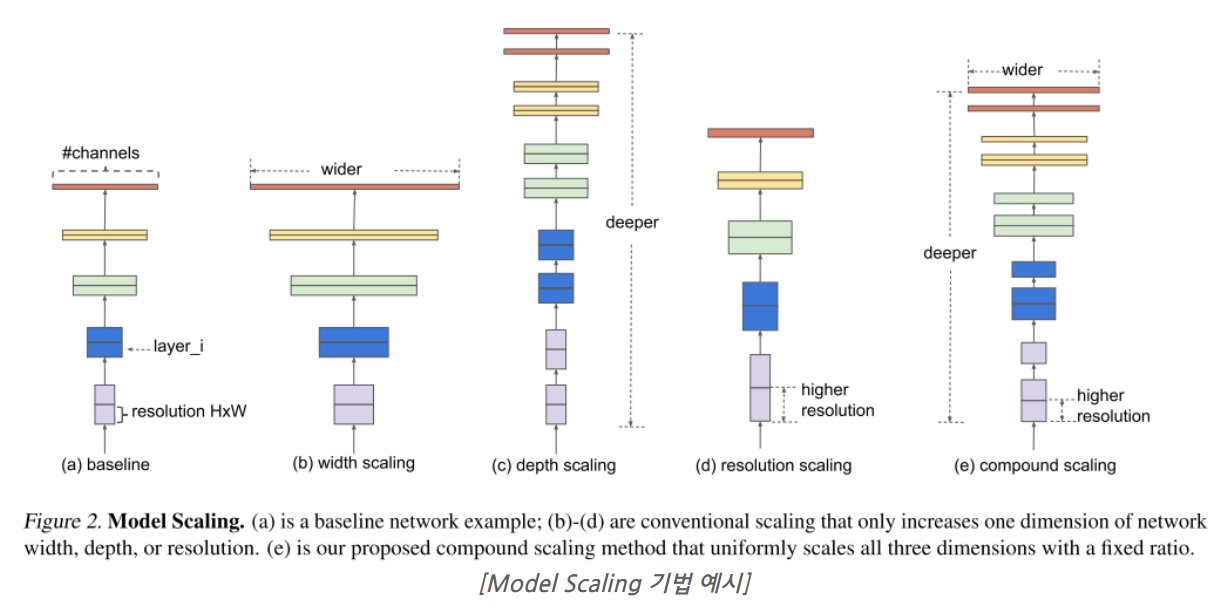 #channels
wider
deeper
wider
deeper
layer_i
resolution HxW
higher
resolution
higher
resolution
(a) baseline
(b) width scaling
(c) depth scaling
(d) resolution scaling
(e) compound scaling
Figure 2. Model Scaling. (a) is a baseline network example; (b)-(d) are conventional scaling that only increases one dimension of network
width, depth, or resolution. (e) is our proposed compound scaling method that uniformly scales all three dimensions with a fixed ratio.
[Model Scaling 기법 예시]